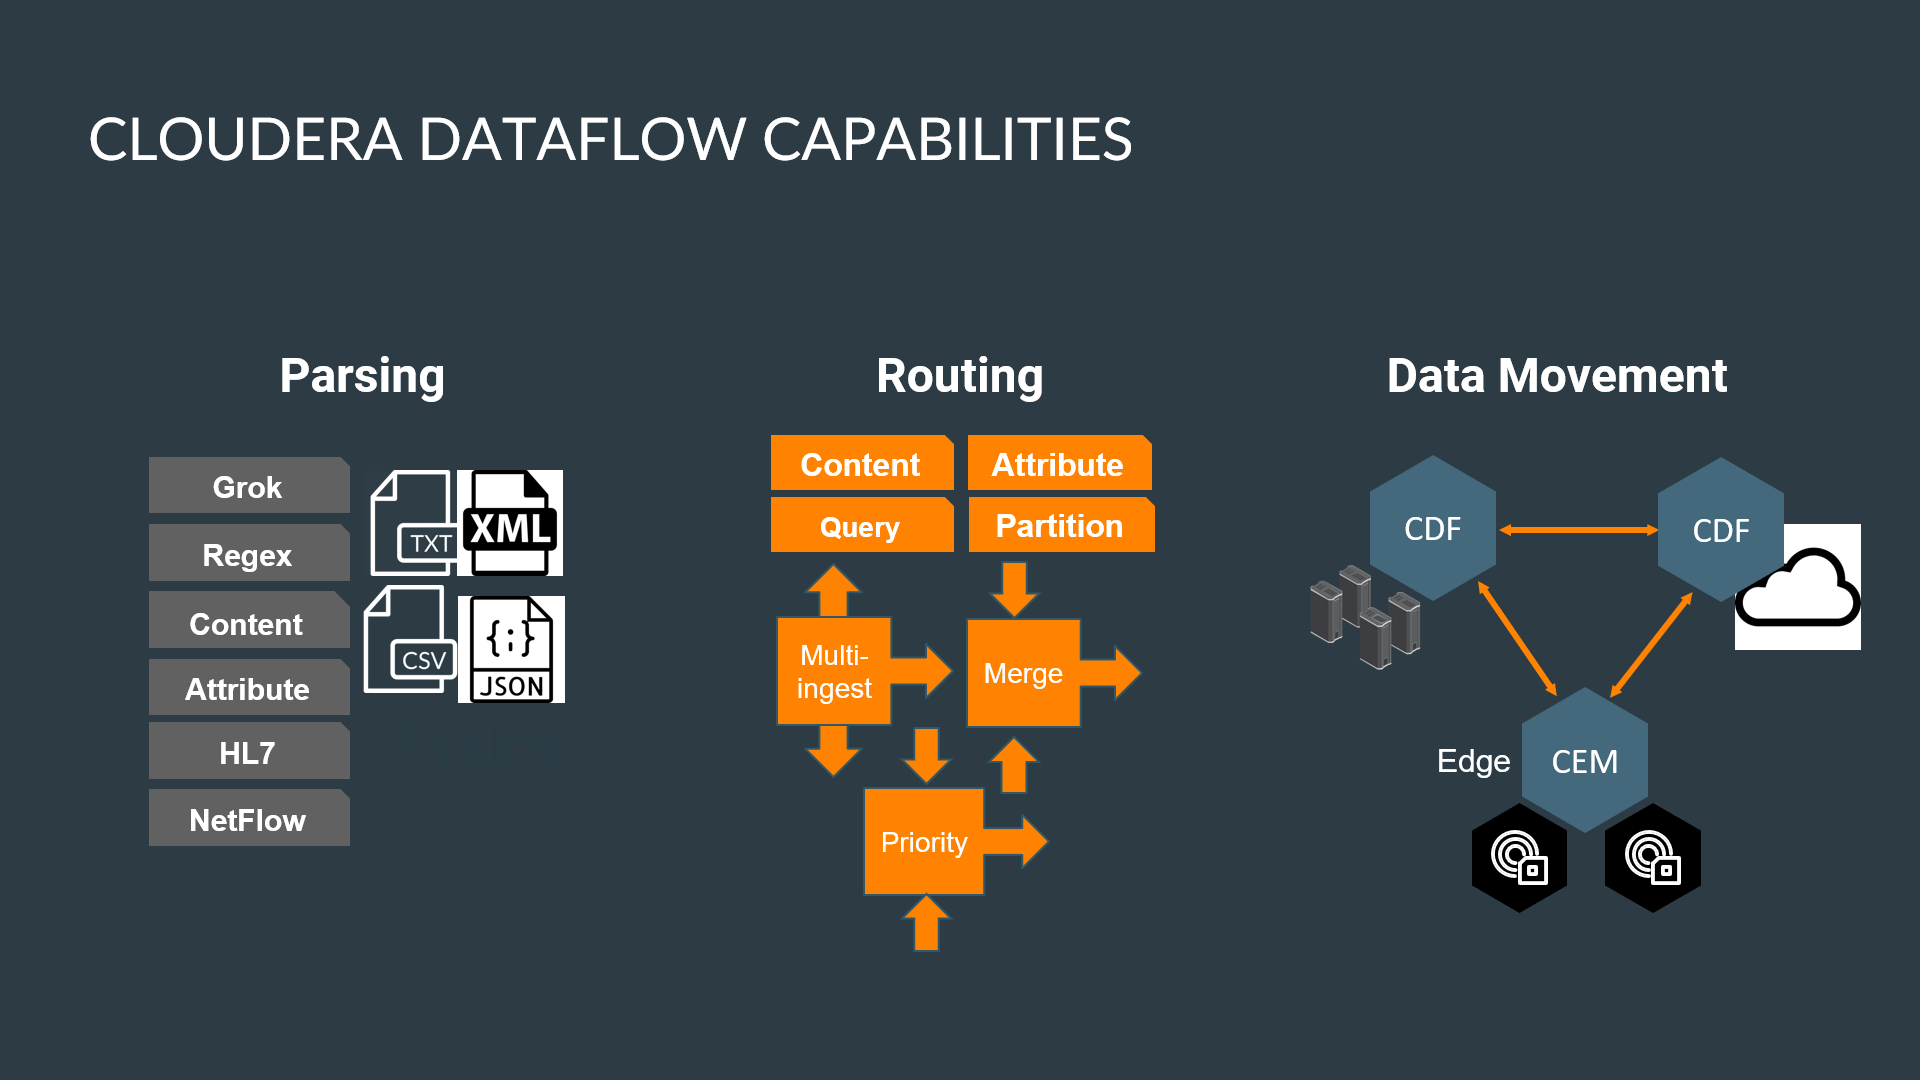 CLOUDERA DATAFLOW CAPABILITIES
Parsing
Grok
Regex
Content
Attribute
HL7
NetFlow
TXT
XML
CSV
{;}
JSON
Syslog
Routing
Content
Attribute
Query
Partition
Multi-
ingest
Merge
Priority
Data Movement
CDF
CDF
Edge
CEM